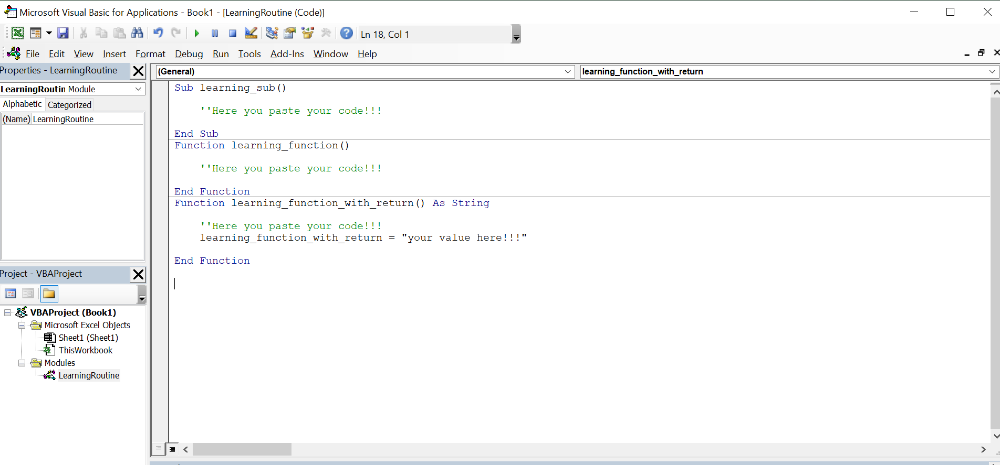 Microsoft Visual Basic for Applications - Book1 - [LearningRoutine (Code)]
Ln 18, Col 1
File Edit View Insert Format Debug Run Tools Add-Ins Window Help
Properties - LearningRoutine
LearningRoutin Module
Alphabetic Categorized
(Name) LearningRoutine
Project - VBAProject
VBAProject (Book1)
Microsoft Excel Objects
Sheet1 (Sheet1)
ThisWorkbook
Modules
LearningRoutine
(General) learning_function_with_return
Sub learning_sub()
''Here you paste your code!!!
End Sub
Function learning_function()
''Here you paste your code!!!
End Function
Function learning_function_with_return() As String
''Here you paste your code!!!
learning_function_with_return = "your value here!!!"
End Function